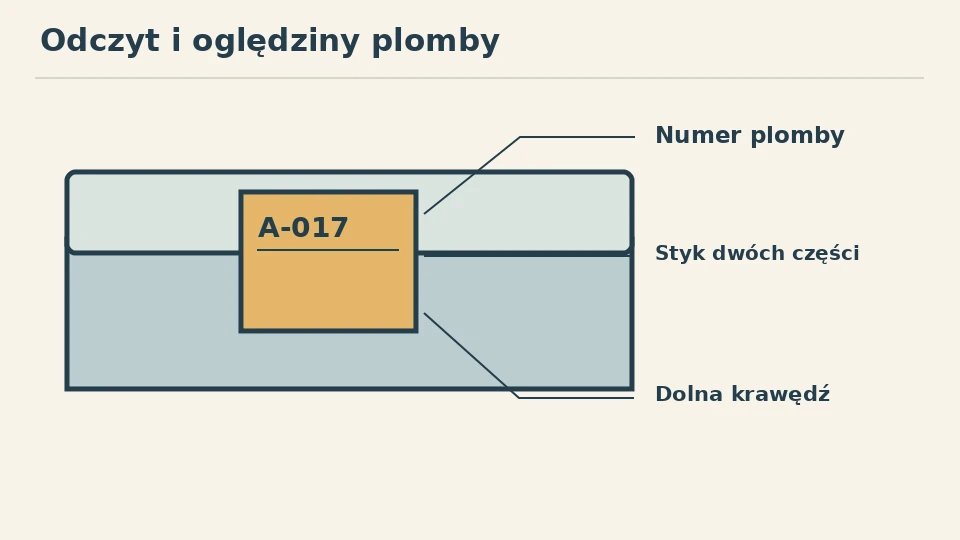 Odczyt i oględziny plomby
Numer plomby
A-017
Styk dwóch części
Dolna krawędź